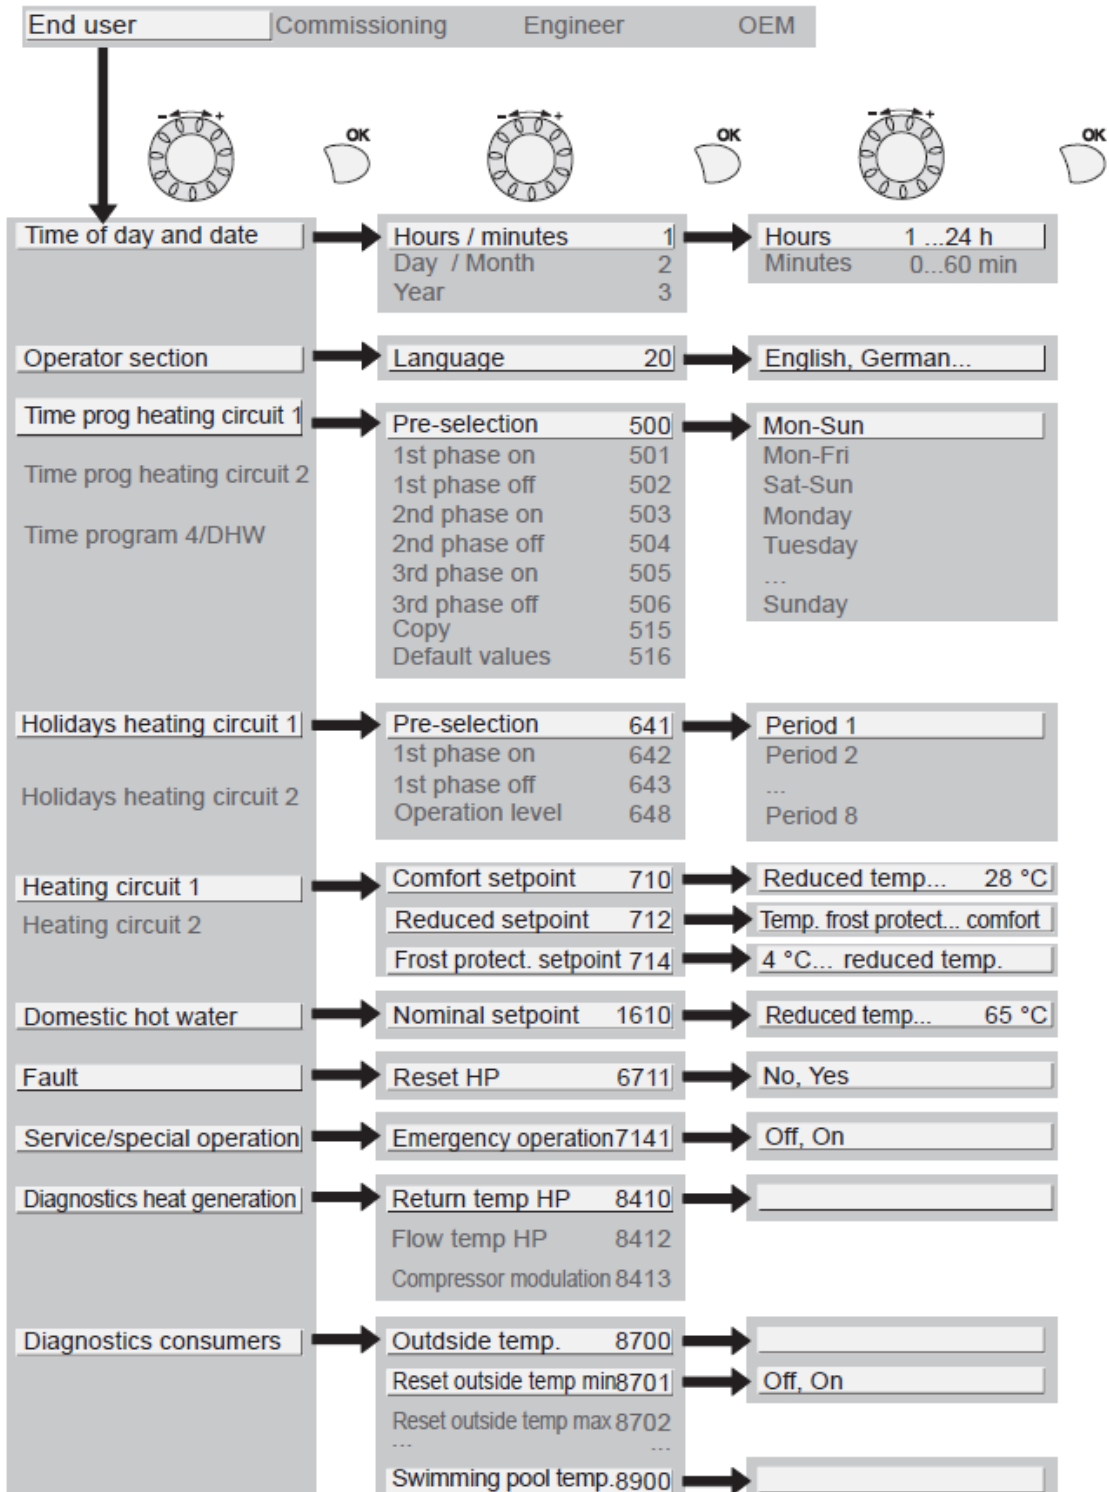 End user Commissioning Engineer OEM
- + OK - + OK - + OK
Time of day and date Hours / minutes 1 Hours 1 ...24 h
Day / Month 2 Minutes 0...60 min
Year 3
Operator section Language 20 English, German...
Time prog heating circuit 1 Pre-selection 500 Mon-Sun
1st phase on 501 Mon-Fri
Time prog heating circuit 2 1st phase off 502 Sat-Sun
2nd phase on 503 Monday
Time program 4/DHW 2nd phase off 504 Tuesday
3rd phase on 505 ...
3rd phase off 506 Sunday
Copy 515
Default values 516
Holidays heating circuit 1 Pre-selection 641 Period 1
1st phase on 642 Period 2
Holidays heating circuit 2 1st phase off 643 ...
Operation level 648 Period 8
Heating circuit 1 Comfort setpoint 710 Reduced temp... 28 °C
Heating circuit 2 Reduced setpoint 712 Temp. frost protect... comfort
Frost protect. setpoint 714 4 °C... reduced temp.
Domestic hot water Nominal setpoint 1610 Reduced temp... 65 °C
Fault Reset HP 6711 No, Yes
Service/special operation Emergency operation 7141 Off, On
Diagnostics heat generation Return temp HP 8410
Flow temp HP 8412
Compressor modulation 8413
Diagnostics consumers Outdside temp. 8700
Reset outside temp min 8701 Off, On
Reset outside temp max 8702
... ...
Swimming pool temp. 8900